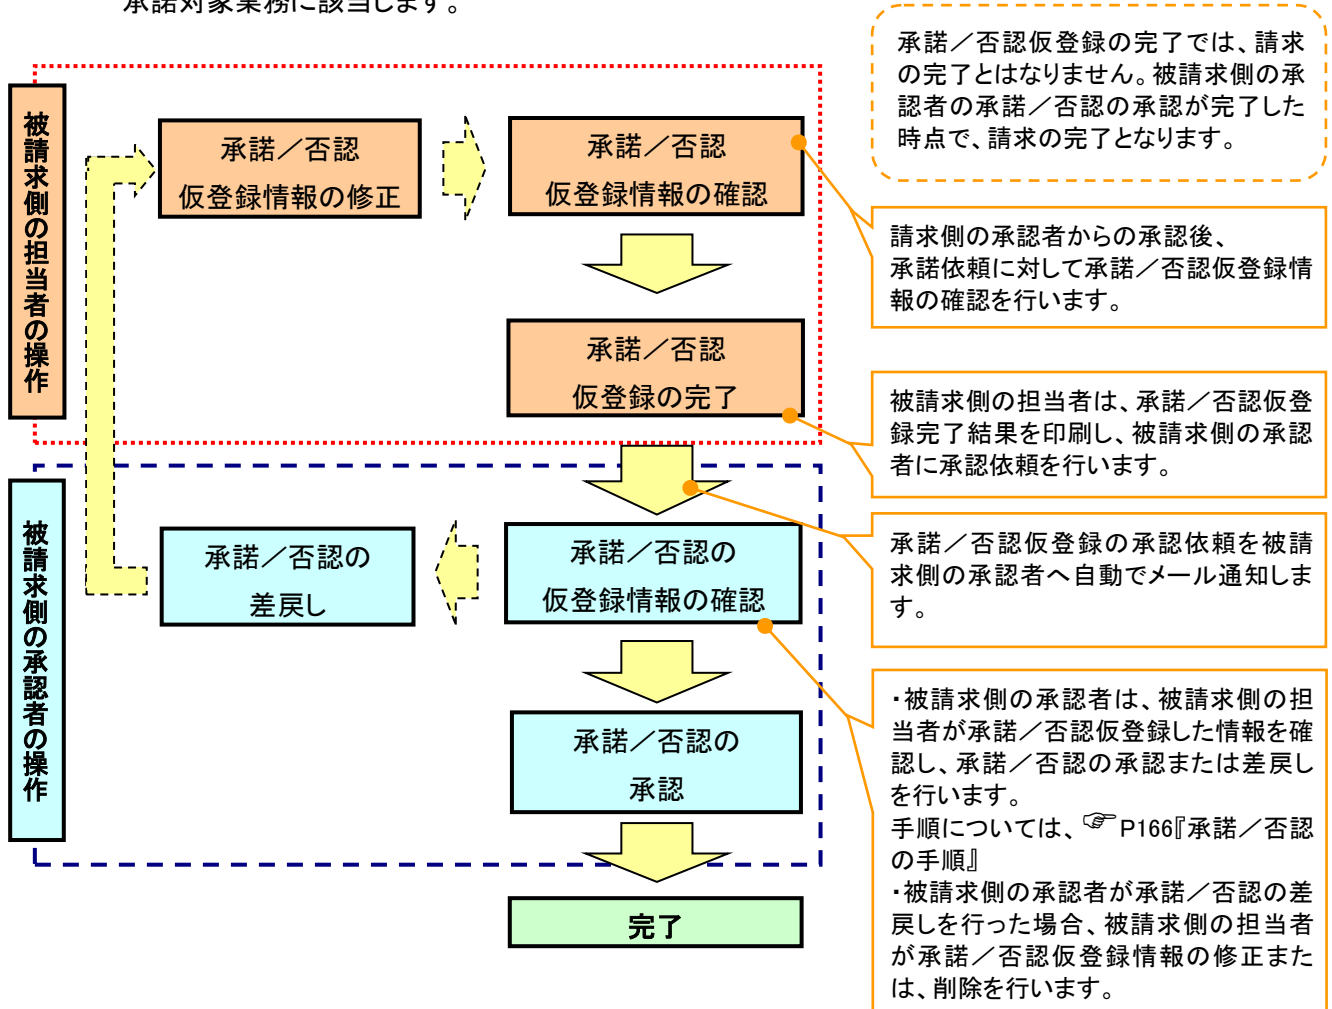 承諾対象業務に該当します。
承諾／否認仮登録の完了では、請求
の完了とはなりません。被請求側の承
認者の承諾／否認の承認が完了した
時点で、請求の完了となります。
被請求側の担当者の操作
承諾／否認
仮登録情報の修正
承諾／否認
仮登録情報の確認
請求側の承認者からの承認後、
承諾依頼に対して承諾／否認仮登録情
報の確認を行います。
承諾／否認
仮登録の完了
被請求側の担当者は、承諾／否認仮登
録完了結果を印刷し、被請求側の承認
者に承認依頼を行います。
被請求側の承認者の操作
承諾／否認の
差戻し
承諾／否認の
仮登録情報の確認
承諾／否認仮登録の承認依頼を被請
求側の承認者へ自動でメール通知しま
す。
承諾／否認の
承認
・被請求側の承認者は、被請求側の担
当者が承諾／否認仮登録した情報を確
認し、承諾／否認の承認または差戻し
を行います。
手順については、☞P166『承諾／否認
の手順』
・被請求側の承認者が承諾／否認の差
戻しを行った場合、被請求側の担当者
が承諾／否認仮登録情報の修正また
は、削除を行います。
完了